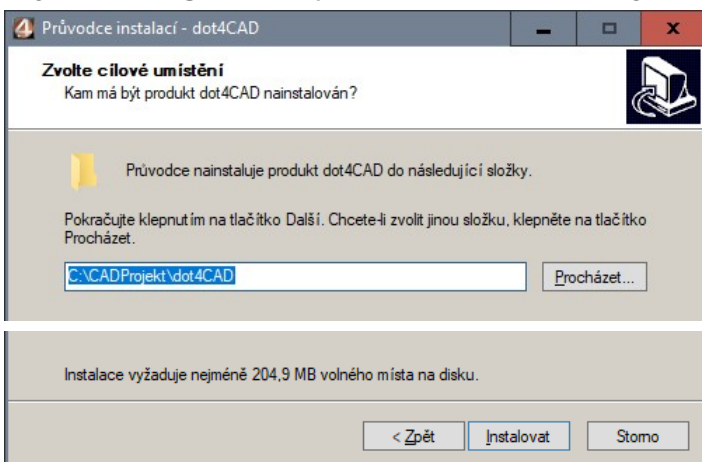 Průvodce instalací - dot4CAD
Zvolte cílové umístění
Kam má být produkt dot4CAD nainstalován?
Průvodce nainstaluje produkt dot4CAD do následující složky.
Pokračujte klepnutím na tlačítko Další. Chcete-li zvolit jinou složku, klepněte na tlačítko
Procházet.
C:\CADProjekt\dot4CAD
Procházet...
Instalace vyžaduje nejméně 204,9 MB volného místa na disku.
< Zpět Instalovat Storno